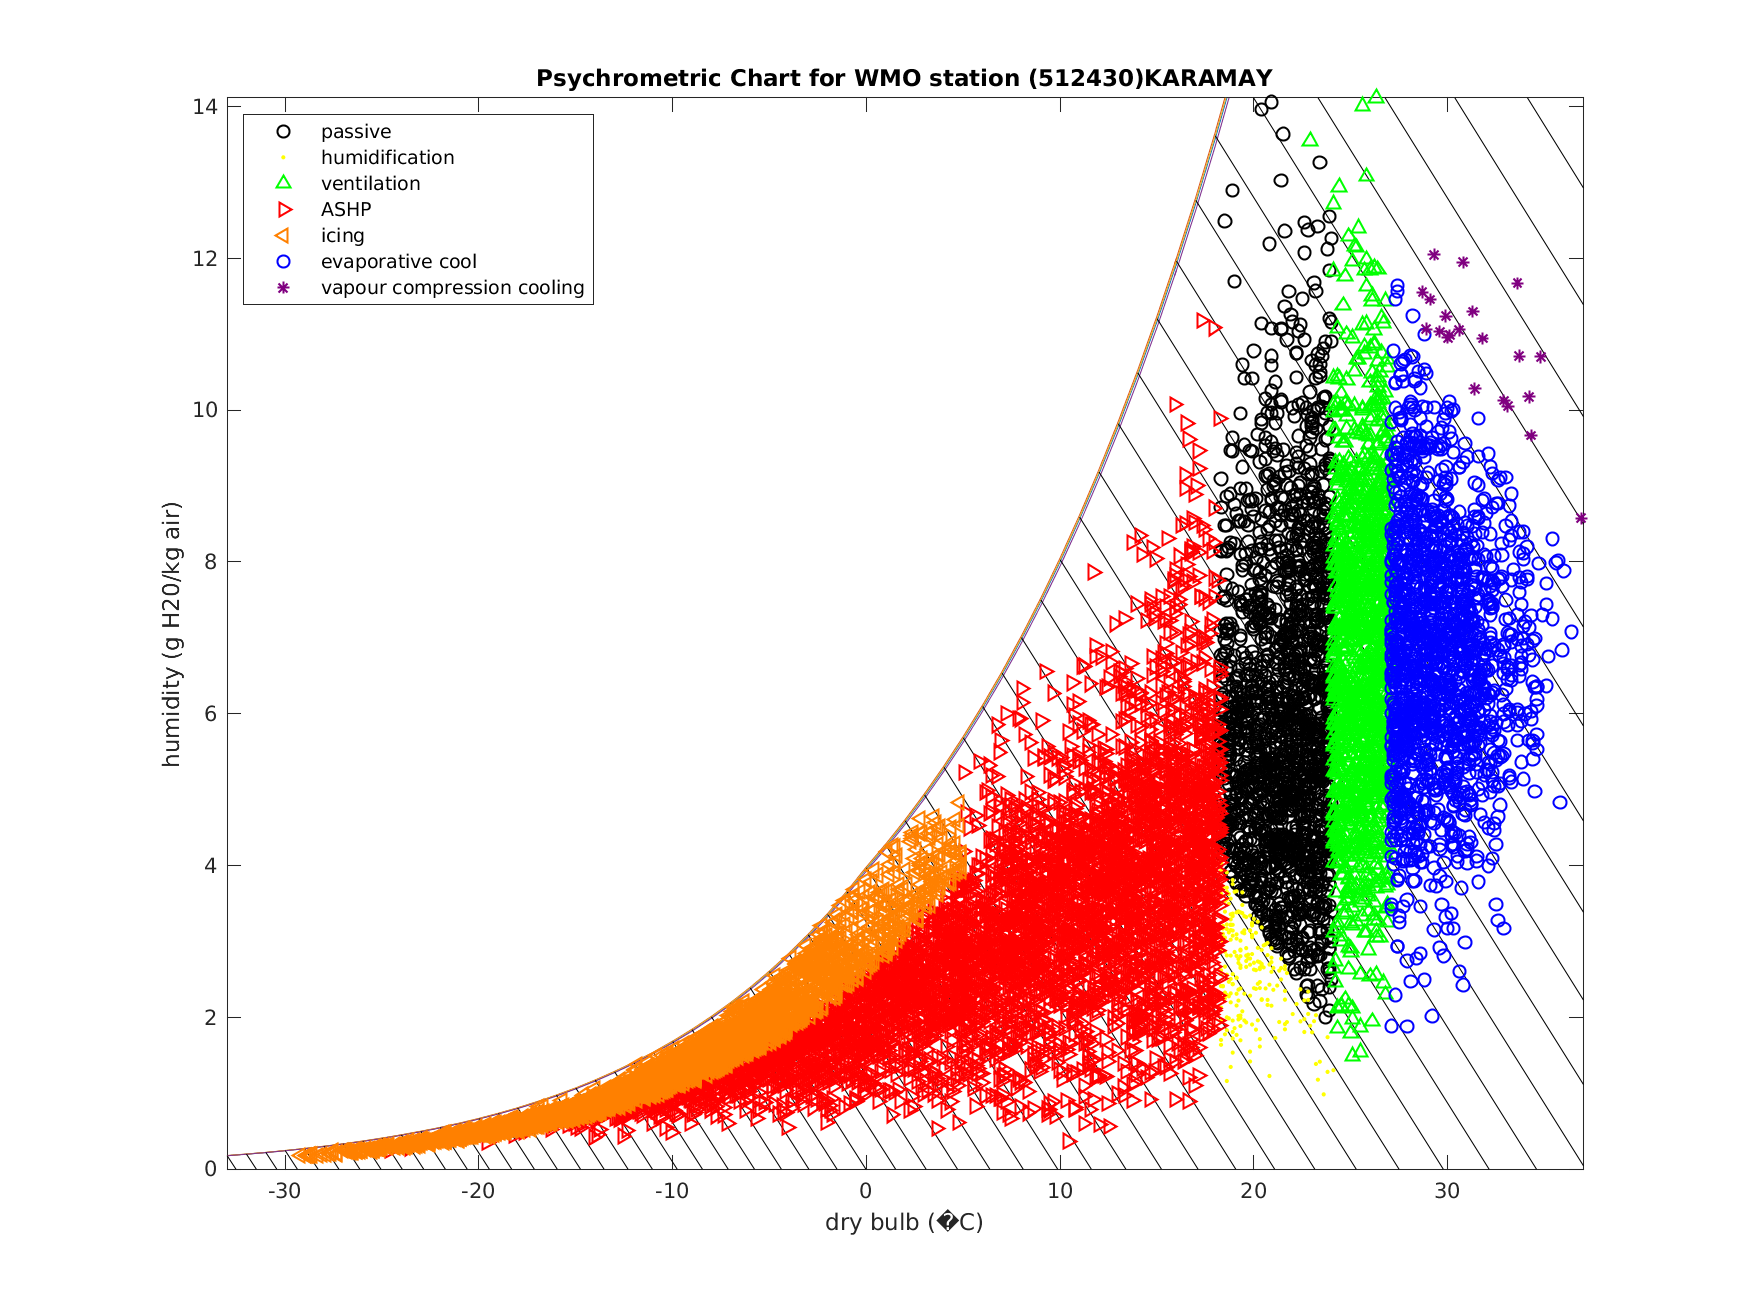 Psychrometric Chart for WMO station (512430)KARAMAY
14
12
10
8
6
4
2
0
humidity (g H20/kg air)
passive
humidification
ventilation
ASHP
icing
evaporative cool
vapour compression cooling
-30
-20
-10
0
10
20
30
dry bulb (�C)